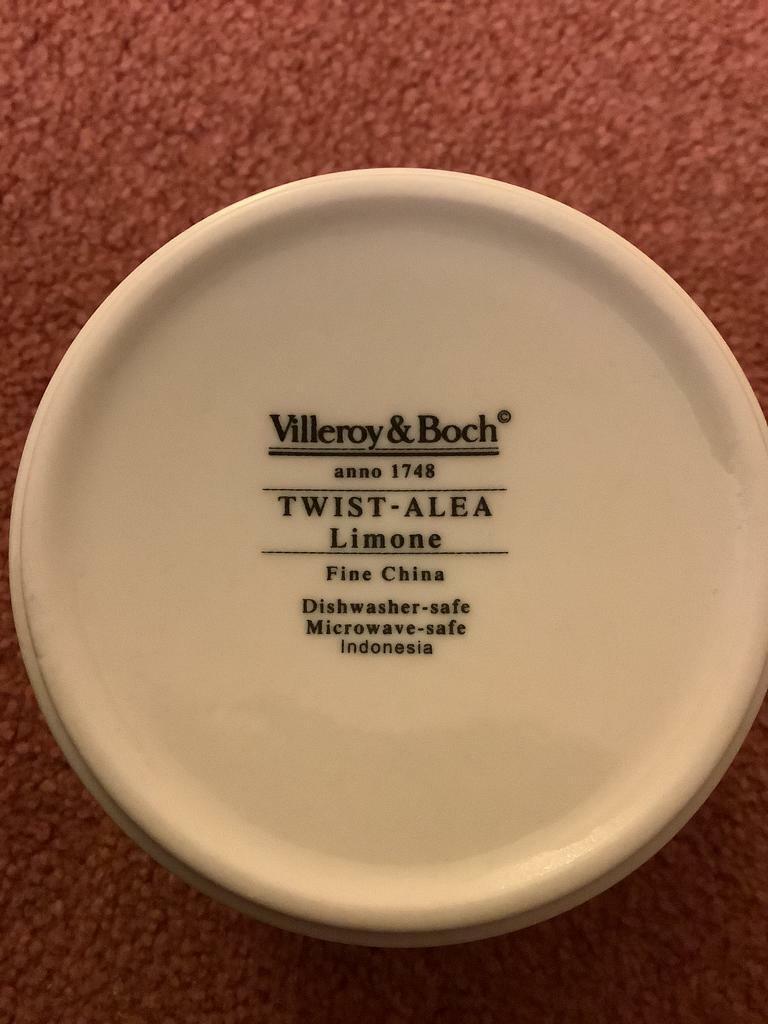 Villeroy & Boch©
anno 1748
TWIST-ALEA
Limone
Fine China
Dishwasher-safe
Microwave-safe
Indonesia